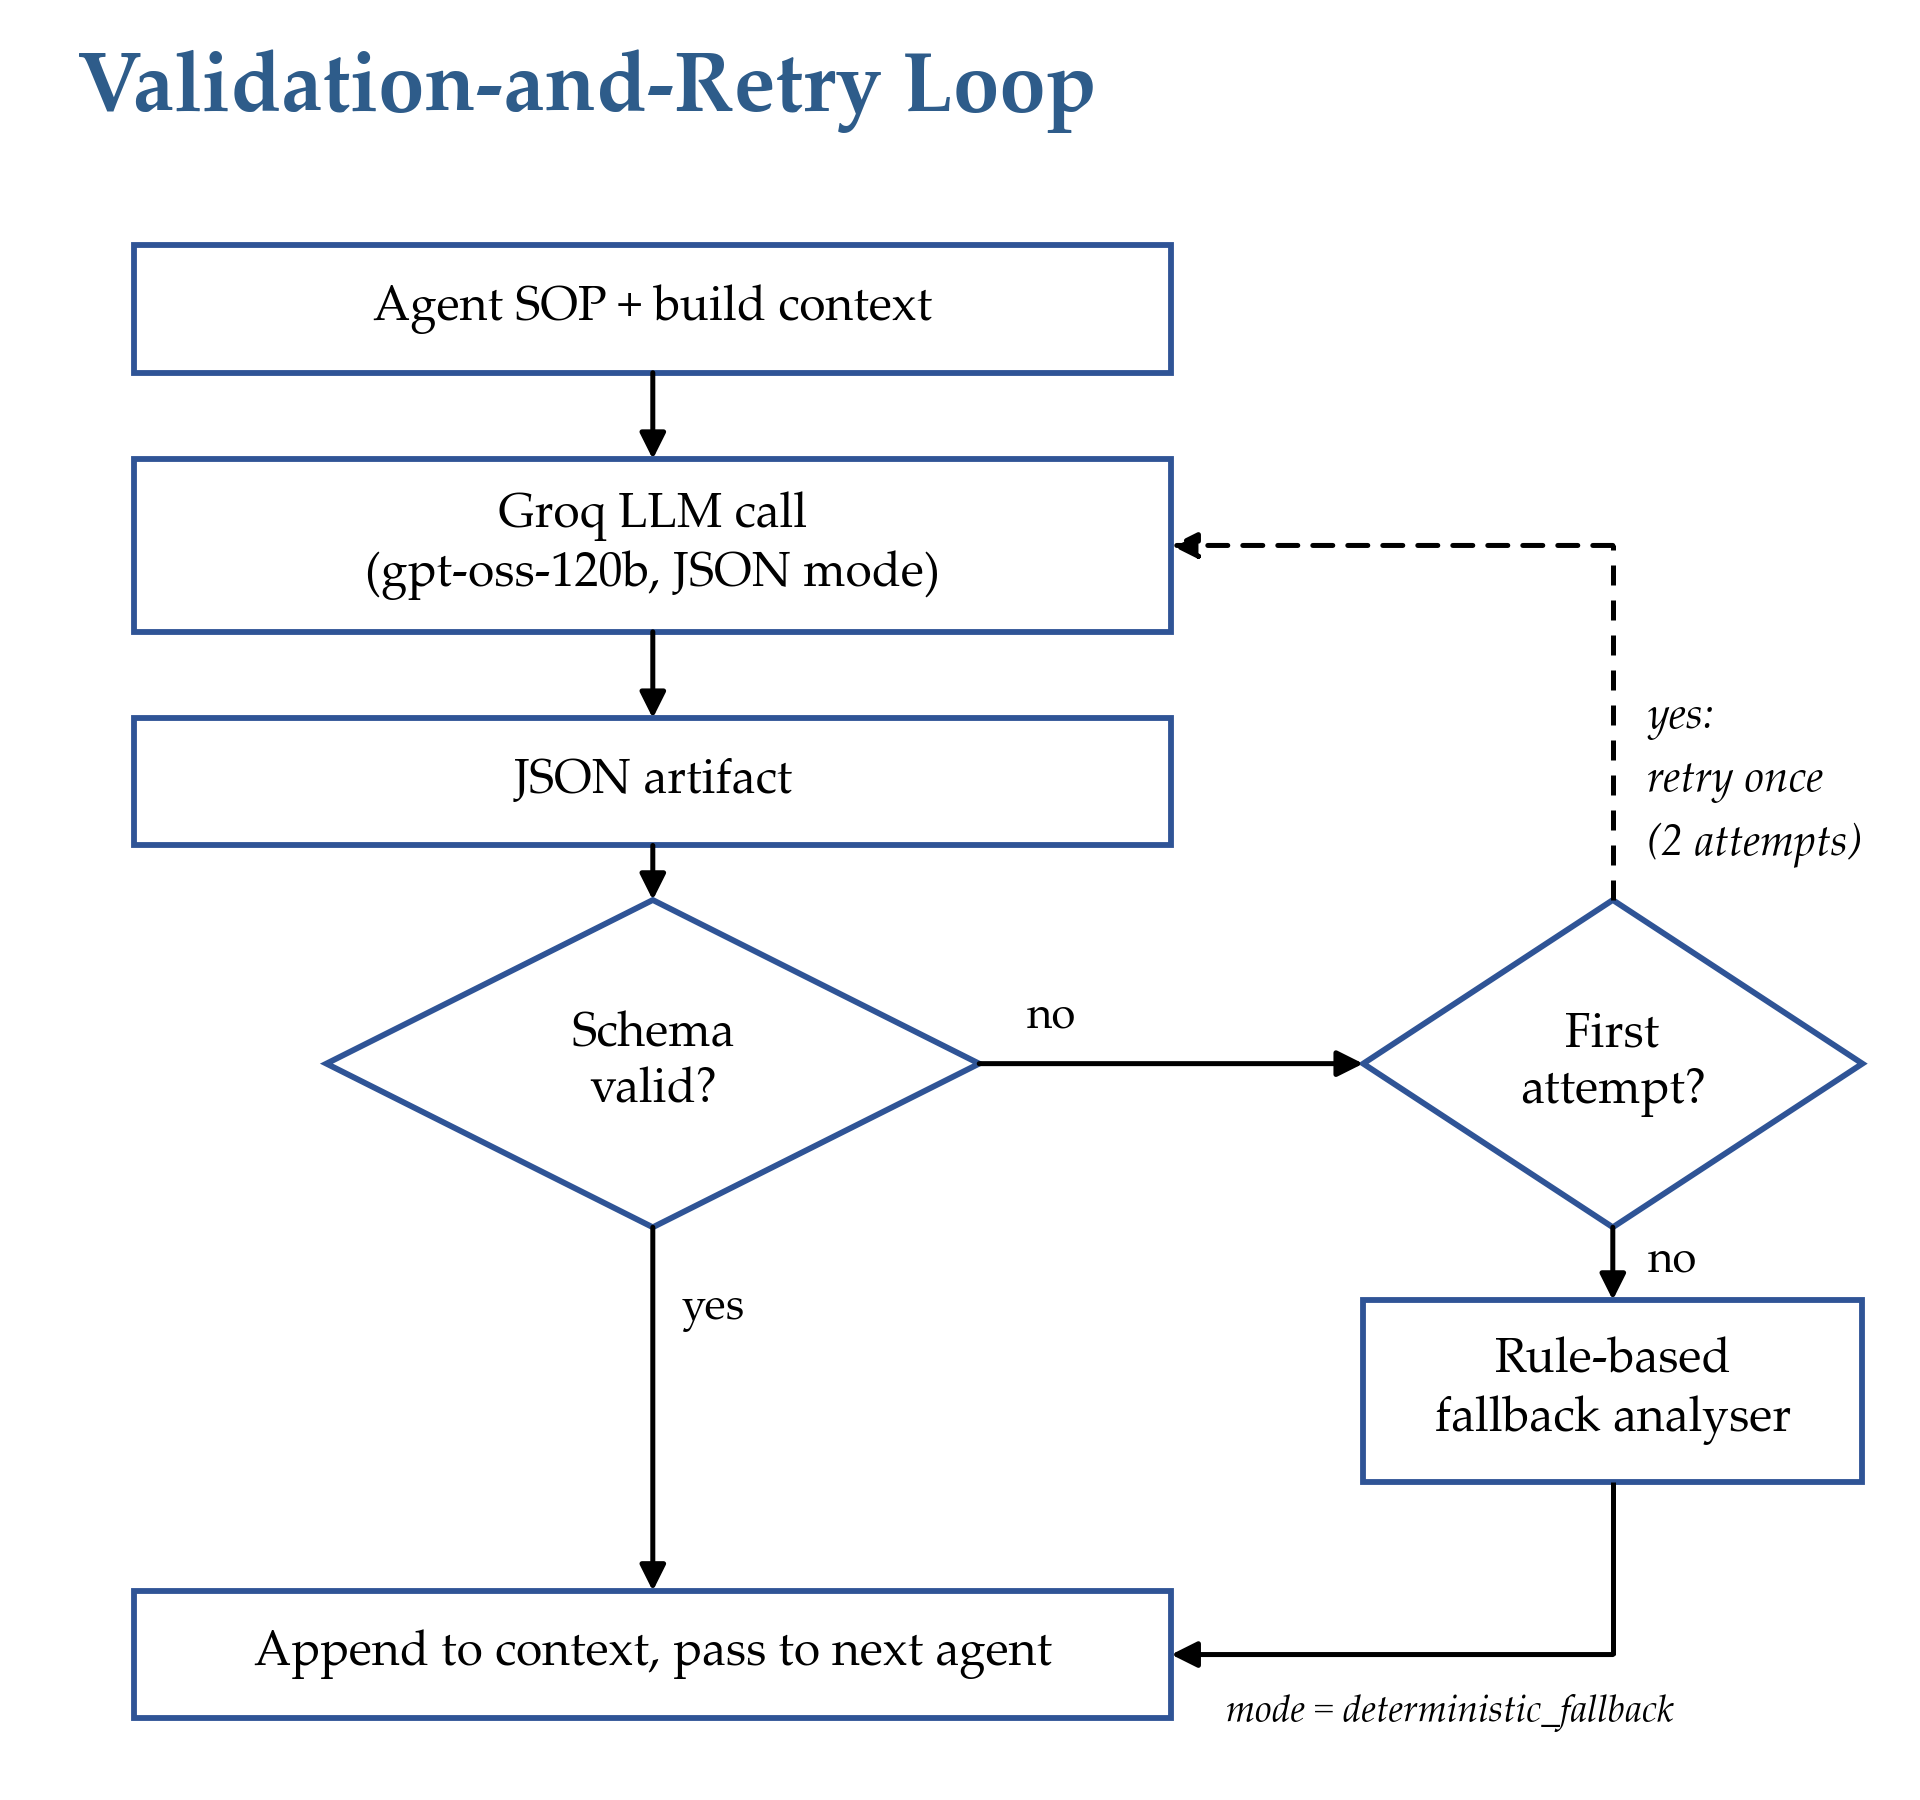 Validation-and-Retry Loop
Agent SOP + build context
Groq LLM call
(gpt-oss-120b, JSON mode)
JSON artifact
yes:
retry once
(2 attempts)
Schema
valid?
no
First
attempt?
yes
no
Rule-based
fallback analyser
Append to context, pass to next agent
mode = deterministic_fallback